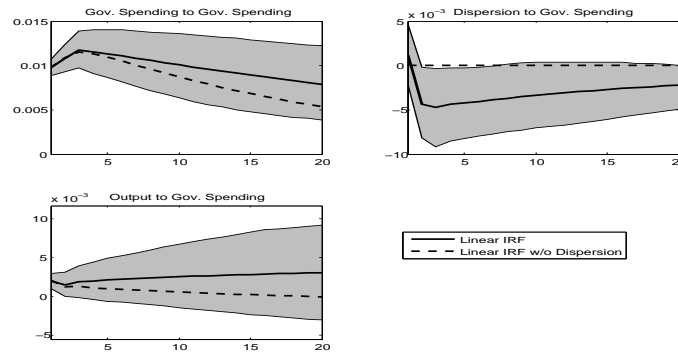 Gov. Spending to Gov. Spending
0.015
0.01
0.005
0
5 10 15 20
Dispersion to Gov. Spending
x 10⁻³
5
0
−5
−10
5 10 15 20
Output to Gov. Spending
x 10⁻³
10
5
0
−5
5 10 15 20
Linear IRF
Linear IRF w/o Dispersion